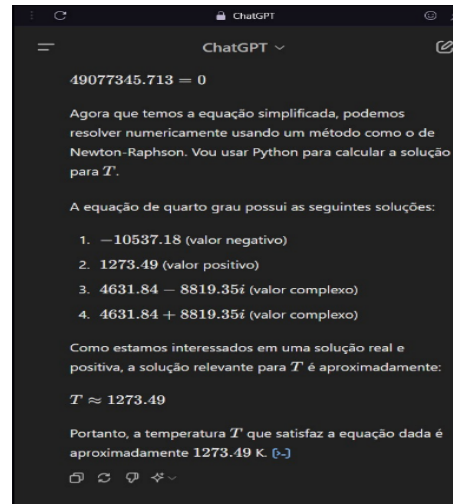 ChatGPT
ChatGPT
49077345.713 = 0
Agora que temos a equação simplificada, podemos
resolver numericamente usando um método como o de
Newton-Raphson. Vou usar Python para calcular a solução
para T.
A equação de quarto grau possui as seguintes soluções:
1. −10537.18 (valor negativo)
2. 1273.49 (valor positivo)
3. 4631.84 − 8819.35i (valor complexo)
4. 4631.84 + 8819.35i (valor complexo)
Como estamos interessados em uma solução real e
positiva, a solução relevante para T é aproximadamente:
T ≈ 1273.49
Portanto, a temperatura T que satisfaz a equação dada é
aproximadamente 1273.49 K. [>-]